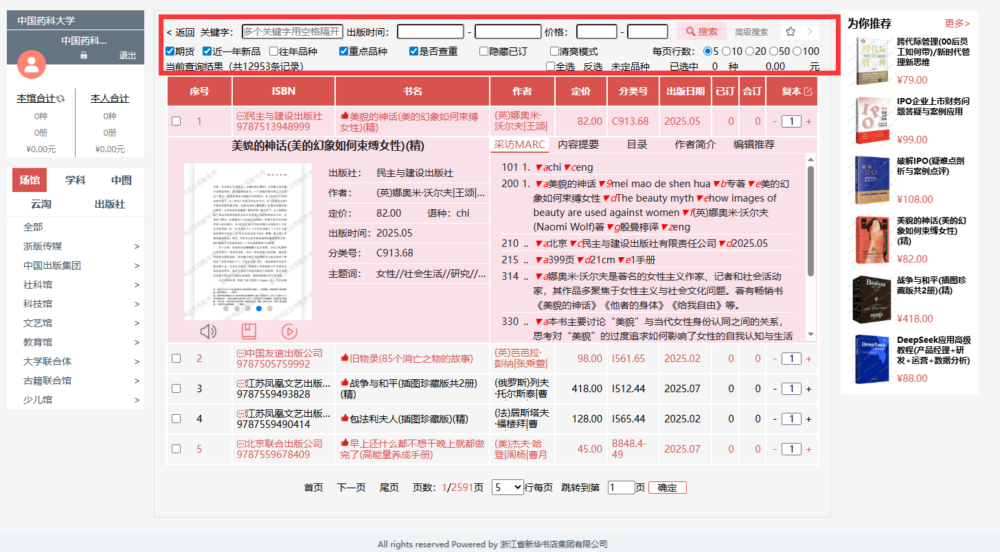 中国药科大学
中国药科...
退出
本馆合计 本人合计
0种 0种
0册 0册
¥0.00元 ¥0.00元
场馆 学科 中图
云淘 出版社
全部
浙版传媒 >
中国出版集团 >
社科馆 >
科技馆 >
文艺馆 >
教育馆 >
大学联合体 >
古籍联合馆 >
少儿馆 >
< 返回 关键字： 多个关键字用空格隔开 出版时间： - 价格： - 搜索 高级搜索
期货 近一年新品 往年品种 重点品种 是否查重 隐藏已订 清爽模式 每页行数： 5 10 20 50 100
当前查询结果（共12953条记录） 全选 反选 未定品种 已选中 0 种 0.00 元
序号 ISBN 书名 作者 定价 分类号 出版日期 已订 合订 复本
1 民主与建设出版社 美貌的神话(美的幻象如何束缚 (英)娜奥米· 82.00 C913.68 2025.05 0 0 - 1 +
9787513948999 女性)(精) 沃尔夫|王颂|
美貌的神话(美的幻象如何束缚女性)(精)
出版社： 民主与建设出版社
作者： (英)娜奥米·沃尔夫|王颂|...
定价： 82.00 语种：chi
出版时间：2025.05
分类号： C913.68
主题词： 女性//社会生活//研究//...
采访MARC 内容提要 目录 作者简介 编辑推荐
101 1. ▼achi▼ceng
200 1. ▼a美貌的神话▼9mei mao de shen hua▼b专著▼e美的幻
象如何束缚女性▼dThe beauty myth▼ehow images of
beauty are used against women▼f(英)娜奥米·沃尔夫
(Naomi Wolf)著▼g殷曼楟译▼zeng
210 .. ▼a北京▼c民主与建设出版社有限责任公司▼d2025.05
215 .. ▼a399页▼d21cm▼e1手册
314 .. ▼a娜奥米·沃尔夫是著名的女性主义作家、记者和社会活动
家，其作品多聚焦于女性主义与社会文化问题。著有畅销书
《美貌的神话》《他者的身体》《给我自由》等。
330 .. ▼a本书主要讨论“美貌”与当代女性身份认同之间的关系，
思考对“美貌”的过度追求如何影响了女性的自我认知与生活
2 中国友谊出版公司 旧物录(85个消亡之物的故事) (英)芭芭拉· 98.00 I561.65 2025.02 0 0 - 1 +
9787505759992 彭纳|张乘萱|
3 江苏凤凰文艺出版... 战争与和平(插图珍藏版共2册) (俄罗斯)列夫 418.00 I512.44 2025.07 0 0 - 1 +
9787559493828 (精) ·托尔斯泰|曹
4 江苏凤凰文艺出版... 包法利夫人(插图珍藏版)(精) (法)居斯塔夫 128.00 I565.44 2025.02 0 0 - 1 +
9787559490414 ·福楼拜|曹
5 北京联合出版公司 早上还什么都不想干晚上就都做 (美)杰夫·哈 45.00 B848.4- 2025.07 0 0 - 1 +
9787559678409 完了(高能量养成手册) 登|周杨|曹月 49
首页 下一页 尾页 页数：1/2591页 5 行每页 跳转到第 1 页 确定
为你推荐 更多>
跨代际管理(00后员
工如何带)/新时代管
理新思维
¥79.00
IPO企业上市财务问
题答疑与案例应用
¥99.00
破解IPO(疑难点剖
析与案例点评)
¥108.00
美貌的神话(美的幻
象如何束缚女性)
(精)
¥82.00
战争与和平(插图珍
藏版共2册)(精)
¥418.00
DeepSeek应用高级
教程(产品经理+研
发+运营+数据分析)
¥88.00
All rights reserved Powered by 浙江省新华书店集团有限公司